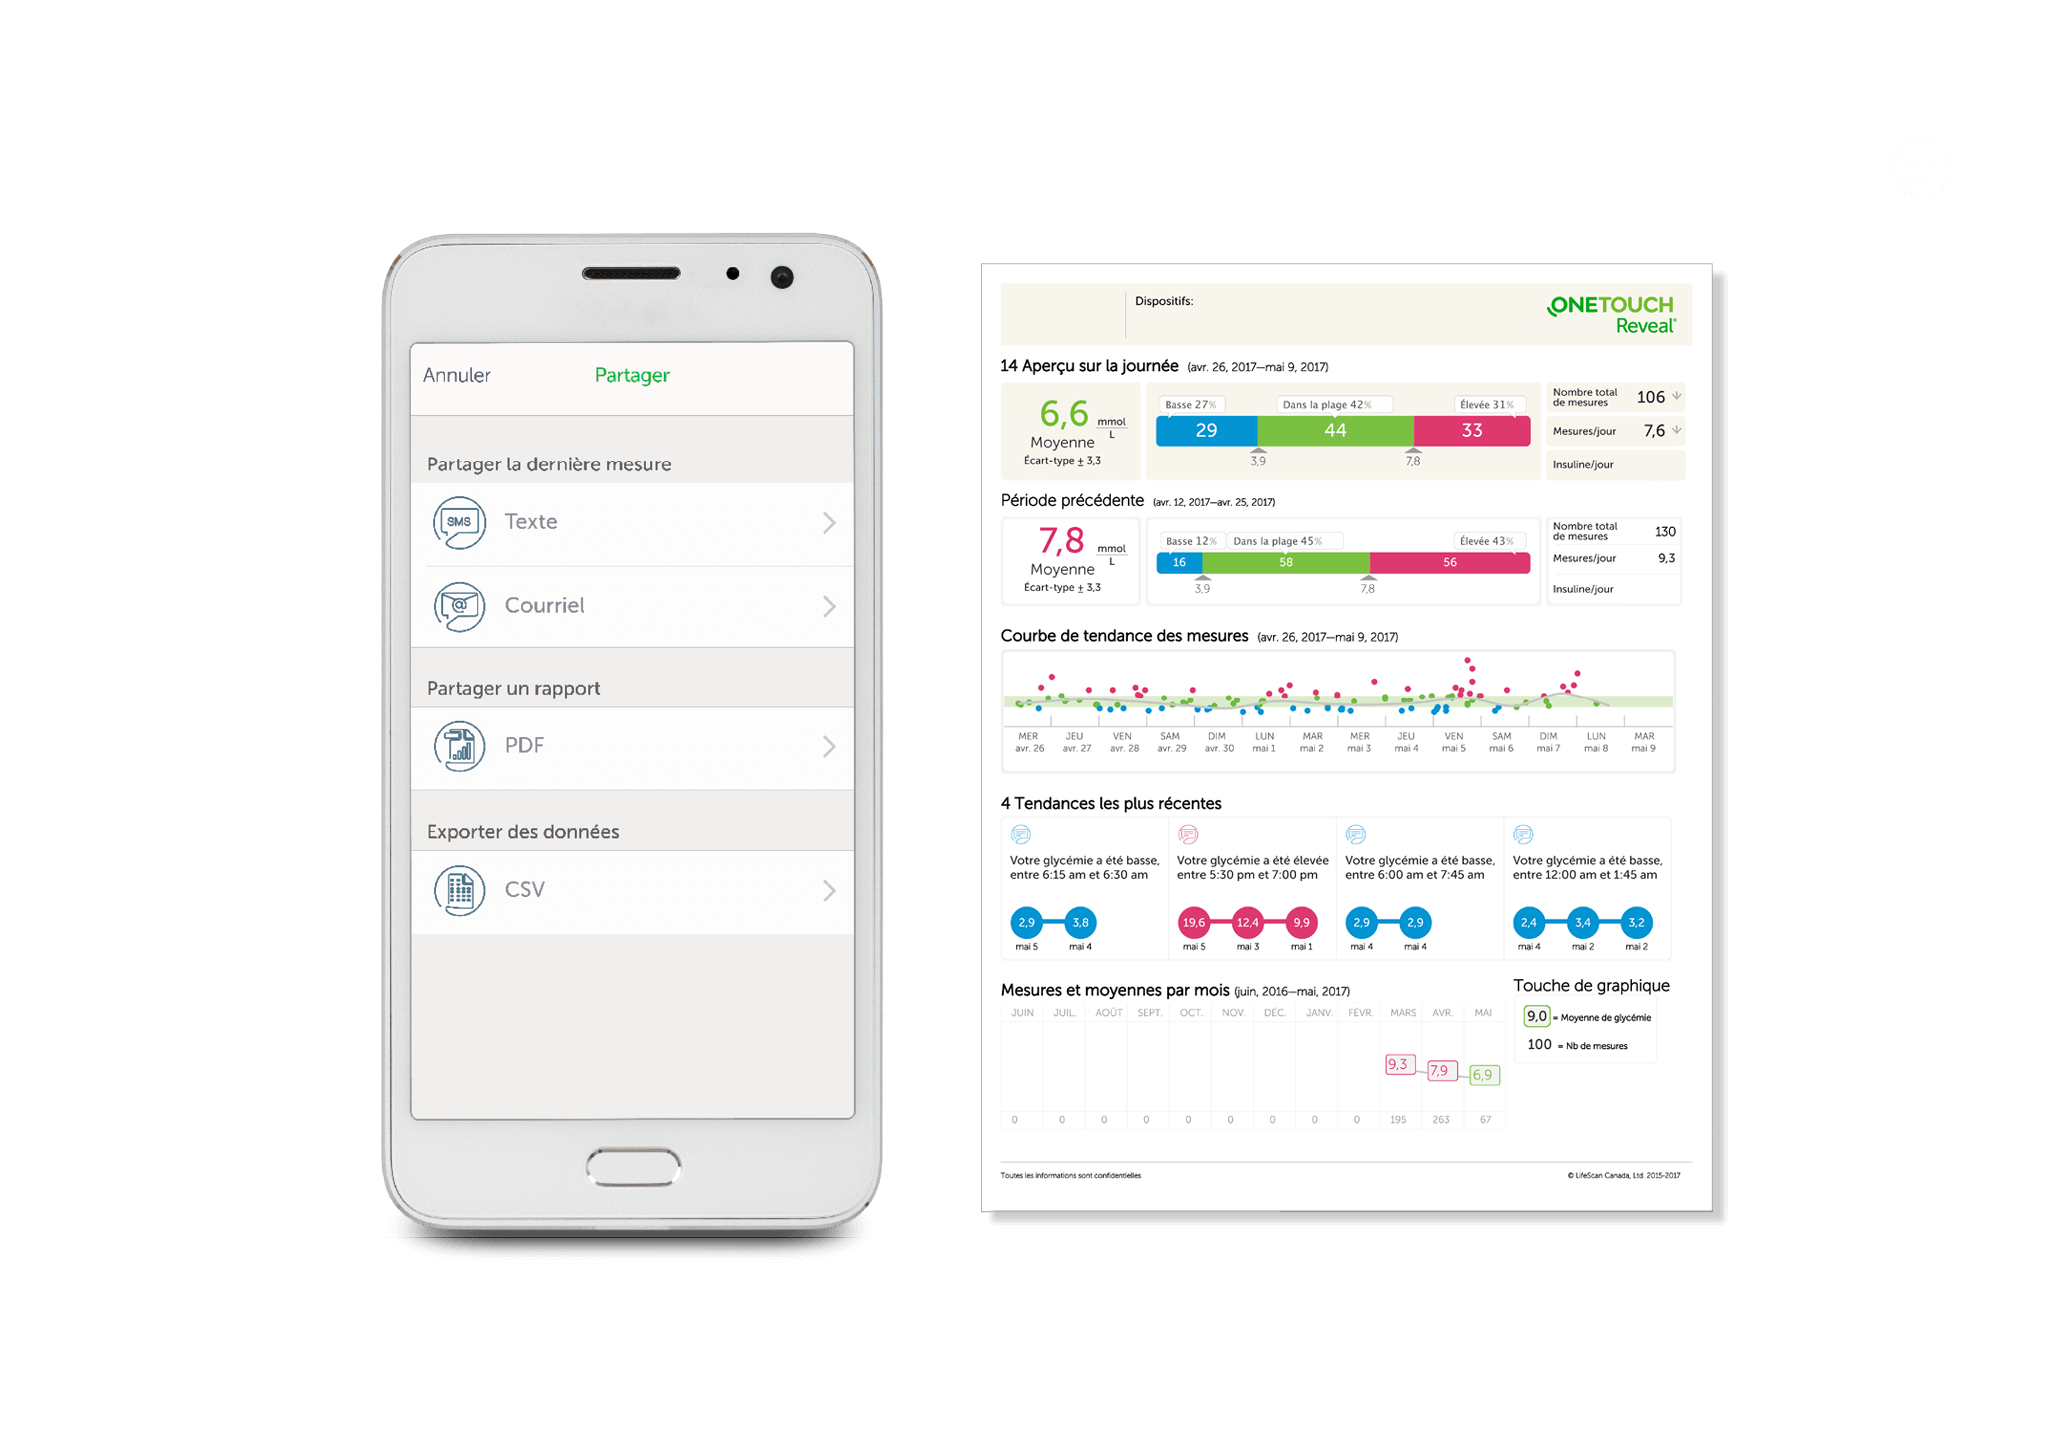 Annuler
Partager
Partager la dernière mesure
SMS
Texte
@
Courriel
Partager un rapport
PDF
Exporter des données
CSV
Dispositifs:
ONETOUCH
Reveal®
14 Aperçu sur la journée (avr. 26, 2017—mai 9, 2017)
6,6 mmol
L
Moyenne
Écart-type ± 3,3
Basse 27% Dans la plage 42% Élevée 31%
29 44 33
3,9 7,8
Nombre total
de mesures 106
Mesures/jour 7,6
Insuline/jour
Période précédente (avr. 12, 2017—avr. 25, 2017)
7,8 mmol
L
Moyenne
Écart-type ± 3,3
Basse 12% Dans la plage 45% Élevée 43%
16 58 56
3,9 7,8
Nombre total
de mesures 130
Mesures/jour 9,3
Insuline/jour
Courbe de tendance des mesures (avr. 26, 2017—mai 9, 2017)
MER JEU VEN SAM DIM LUN MAR MER JEU VEN SAM DIM LUN MAR
avr. 26 avr. 27 avr. 28 avr. 29 avr. 30 mai 1 mai 2 mai 3 mai 4 mai 5 mai 6 mai 7 mai 8 mai 9
4 Tendances les plus récentes
Votre glycémie a été basse,
entre 6:15 am et 6:30 am
2,9 3,8
mai 5 mai 4
Votre glycémie a été élevée
entre 5:30 pm et 7:00 pm
19,6 12,4 9,9
mai 5 mai 3 mai 1
Votre glycémie a été basse,
entre 6:00 am et 7:45 am
2,9 2,9
mai 4 mai 4
Votre glycémie a été basse,
entre 12:00 am et 1:45 am
2,4 3,4 3,2
mai 4 mai 2 mai 2
Mesures et moyennes par mois (juin, 2016—mai, 2017)
JUIN JUIL. AOÛT SEPT. OCT. NOV. DÉC. JANV. FÉVR. MARS AVR. MAI
9,3 7,9 6,9
0 0 0 0 0 0 0 0 0 195 263 67
Touche de graphique
9,0 = Moyenne de glycémie
100 = Nb de mesures
Toutes les informations sont confidentielles
© LifeScan Canada, Ltd. 2015-2017